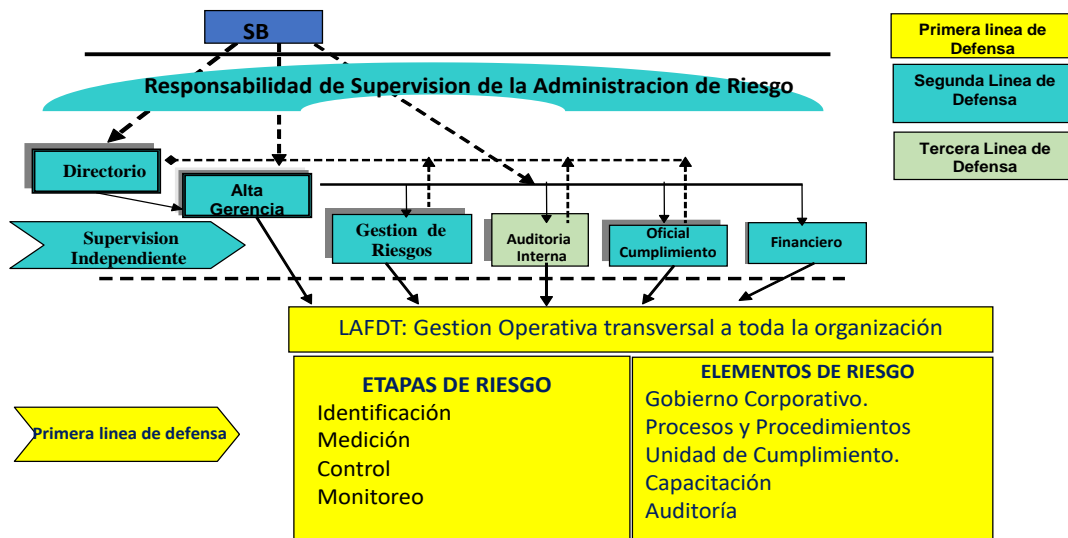 SB
Responsabilidad de Supervision de la Administracion de Riesgo
Primera linea de
Defensa
Segunda Linea de
Defensa
Tercera Linea de
Defensa
Directorio
Alta
Gerencia
Supervision
Independiente
Gestion de
Riesgos
Auditoria
Interna
Oficial
Cumplimiento
Financiero
LAFDT: Gestion Operativa transversal a toda la organización
Primera linea de defensa
ETAPAS DE RIESGO
Identificación
Medición
Control
Monitoreo
ELEMENTOS DE RIESGO
Gobierno Corporativo.
Procesos y Procedimientos
Unidad de Cumplimiento.
Capacitación
Auditoría